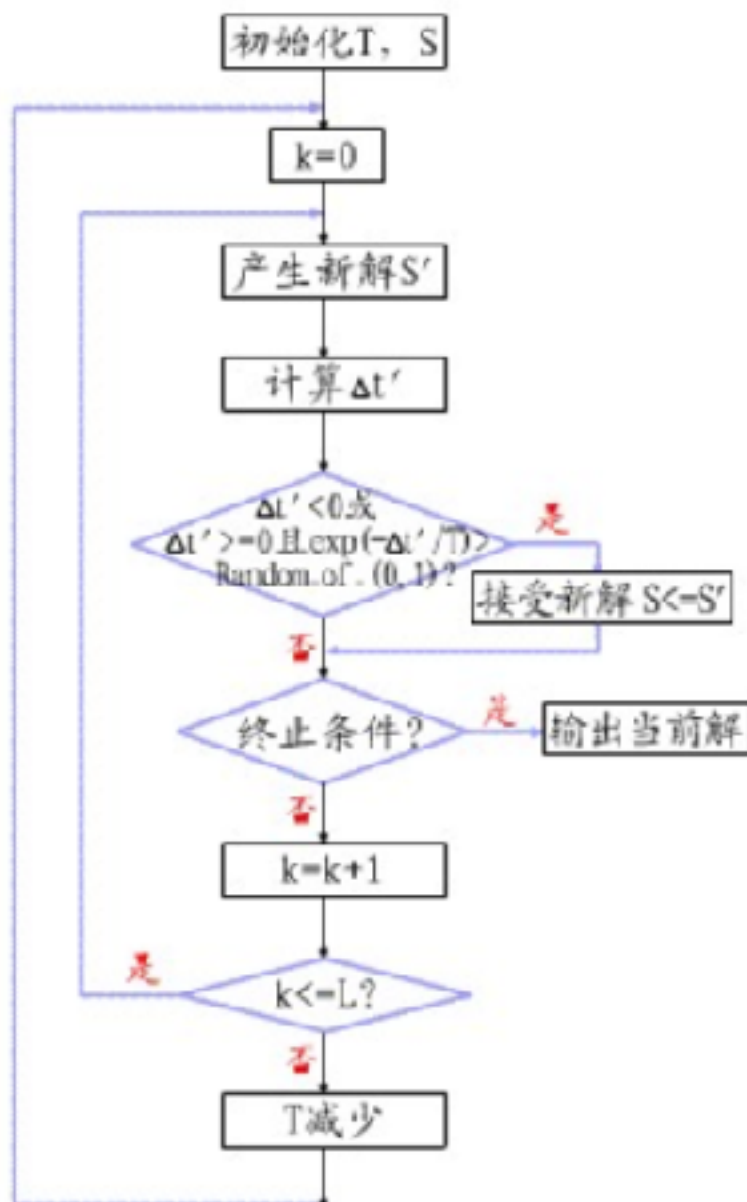 初始化T, S
k=0
产生新解S′
计算Δt′
Δt′<0或
Δt′>=0且exp(-Δt′/T)>
Random.of.(0,1)?
是
接受新解 S<=S′
否
终止条件?
是
输出当前解
否
k=k+1
是
k<=L?
否
T减少